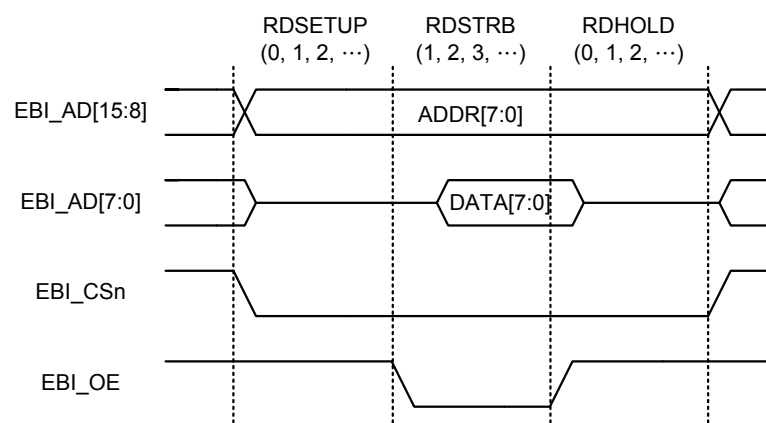 RDSETUP RDSTRB RDHOLD
(0, 1, 2, ⋯) (1, 2, 3, ⋯) (0, 1, 2, ⋯)
EBI_AD[15:8] ADDR[7:0]
EBI_AD[7:0] DATA[7:0]
EBI_CSn
EBI_OE